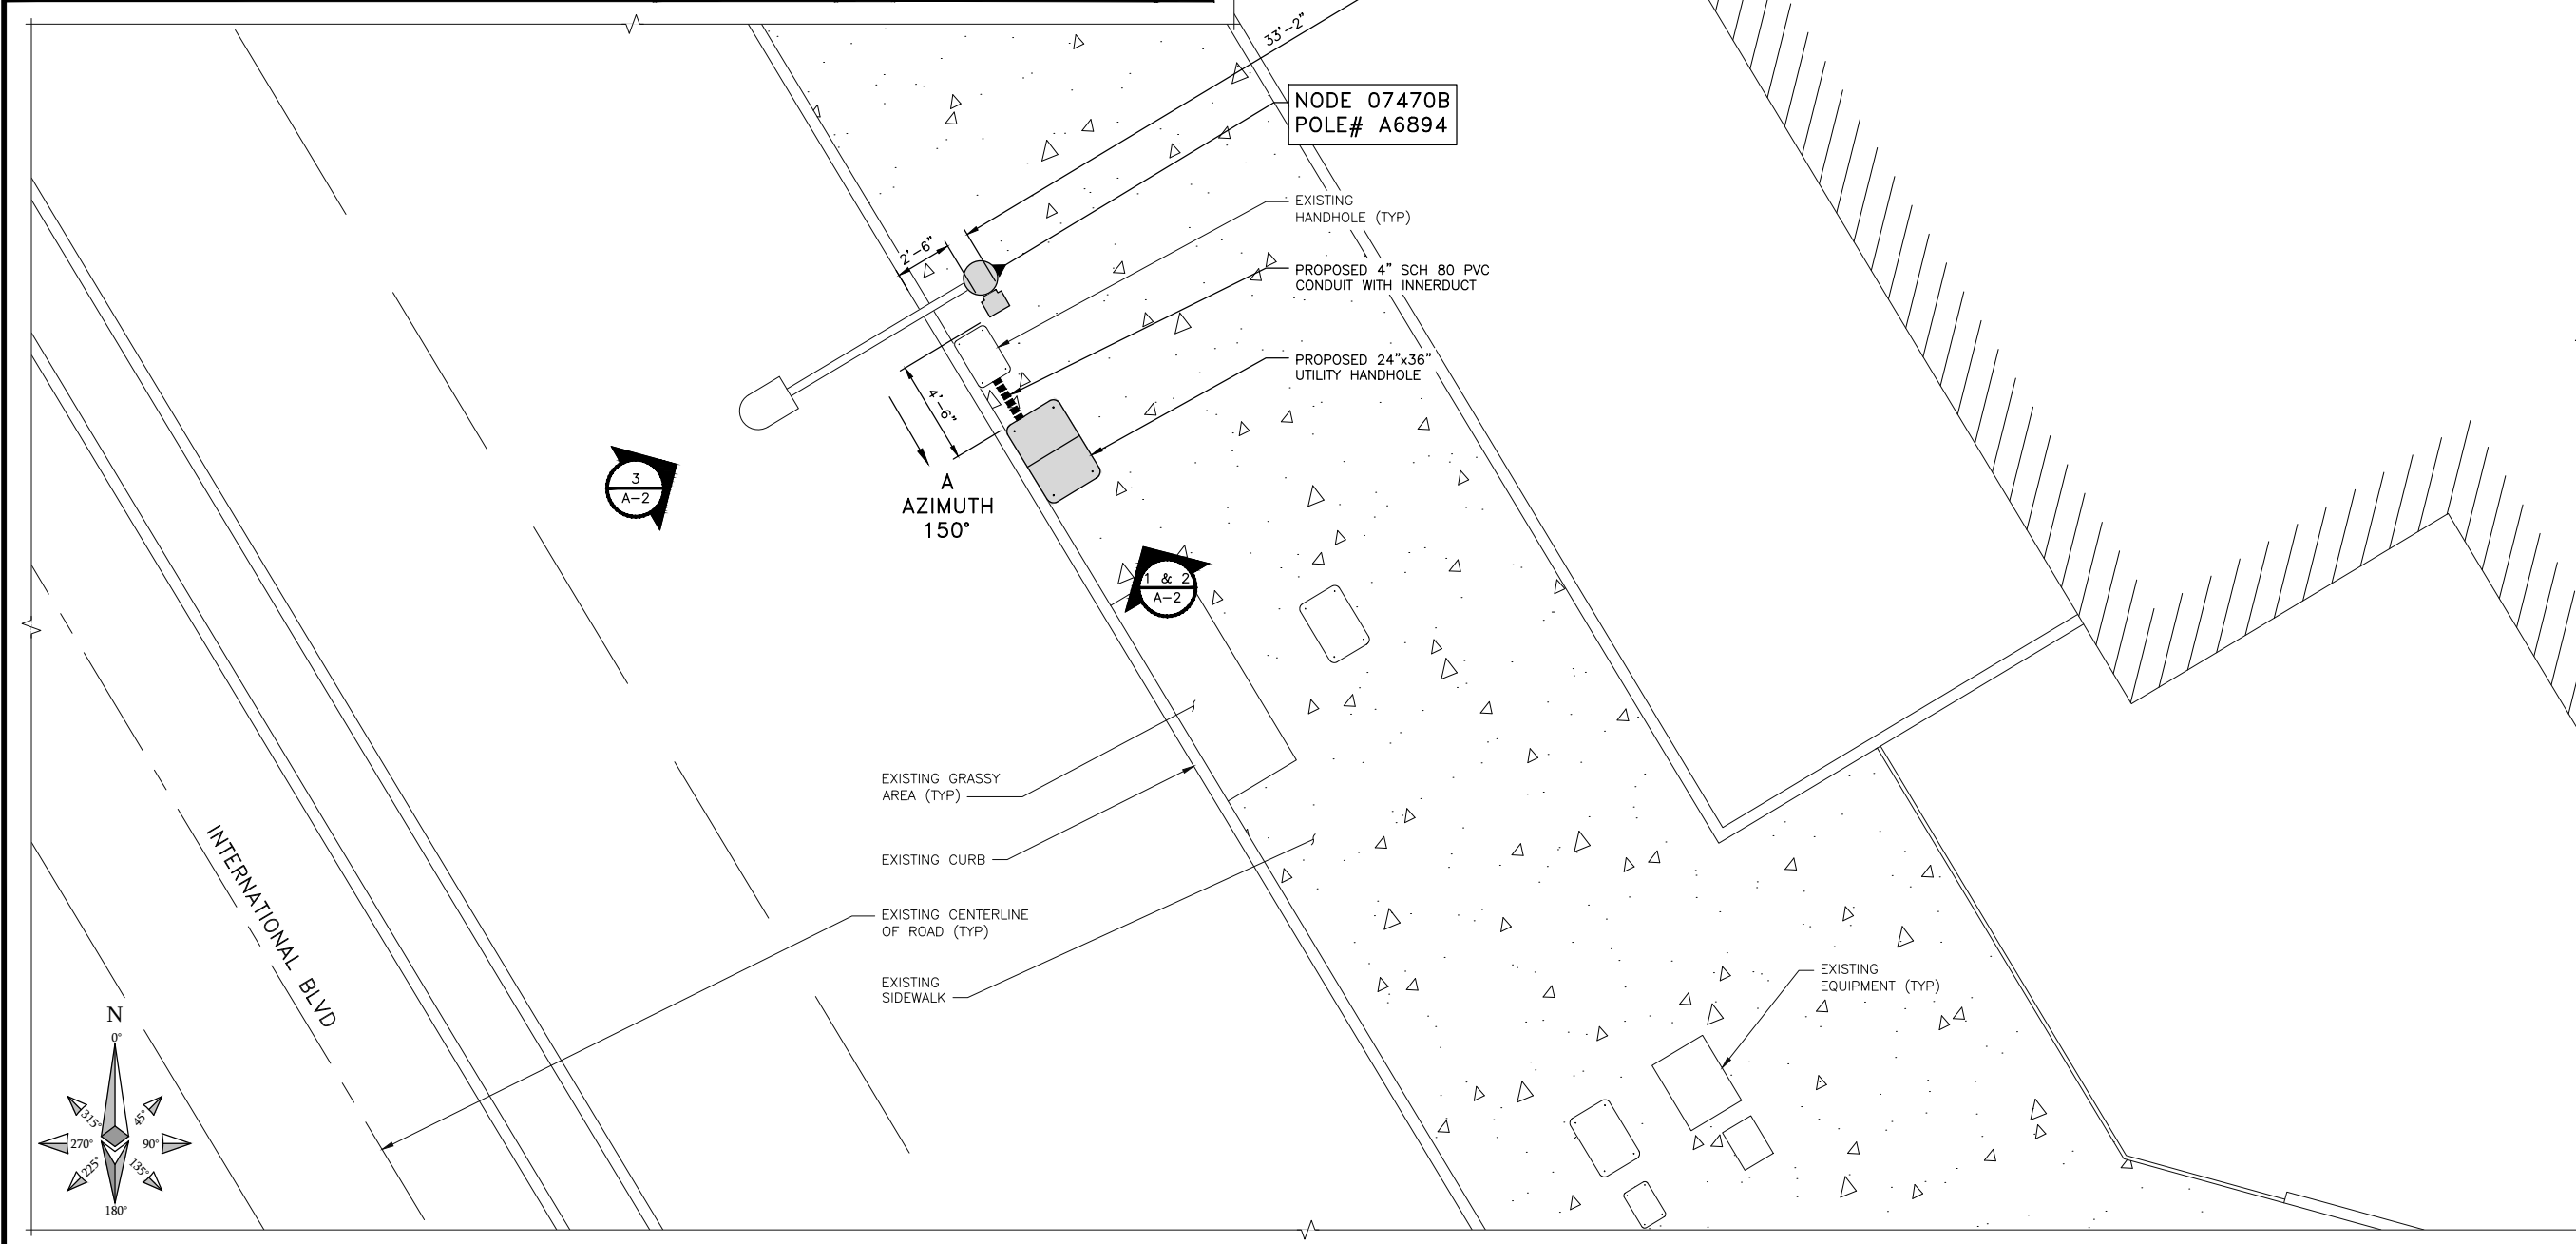 33'-2"
NODE 07470B
POLE# A6894
EXISTING
HANDHOLE (TYP)
2'-6"
PROPOSED 4" SCH 80 PVC
CONDUIT WITH INNERDUCT
PROPOSED 24"x36"
UTILITY HANDHOLE
4'-6"
A
AZIMUTH
150°
3
A-2
1 & 2
A-2
EXISTING GRASSY
AREA (TYP)
EXISTING CURB
EXISTING CENTERLINE
OF ROAD (TYP)
EXISTING
SIDEWALK
EXISTING
EQUIPMENT (TYP)
INTERNATIONAL BLVD
N
0°
315°
45°
270°
90°
225°
135°
180°